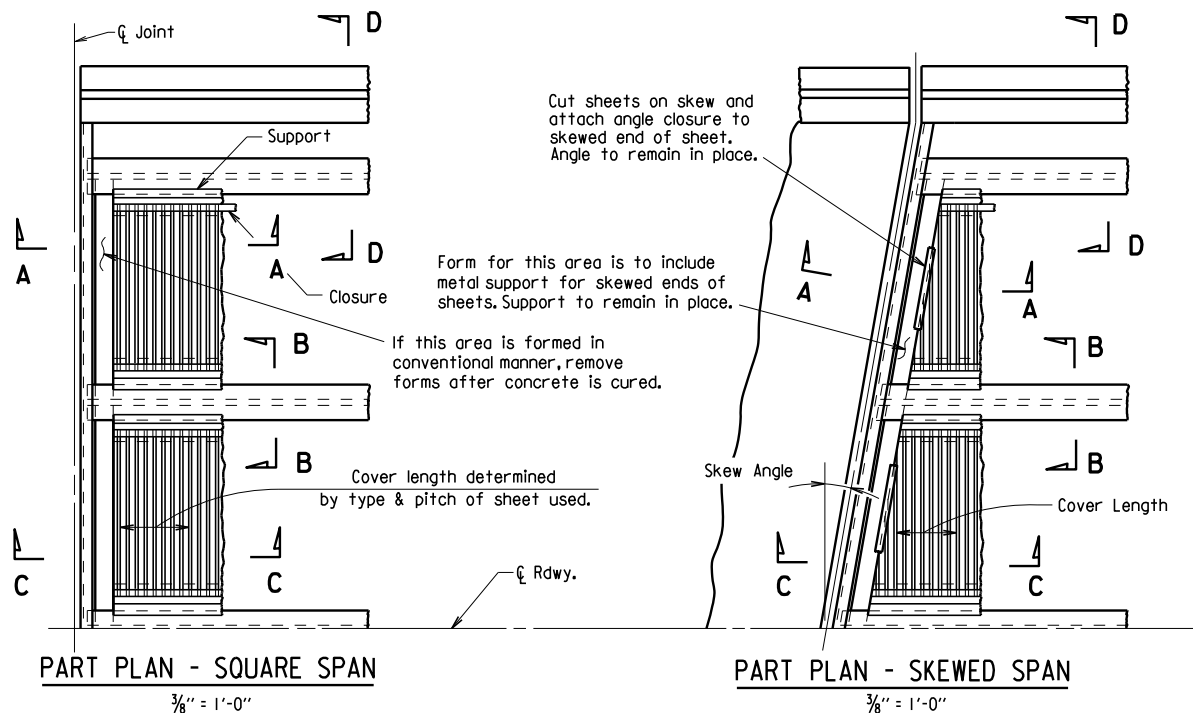 ℄ Joint
D
D
Support
Cut sheets on skew and
attach angle closure to
skewed end of sheet.
Angle to remain in place.
A
A
D
Closure
Form for this area is to include
metal support for skewed ends of
sheets. Support to remain in place.
A
A
D
If this area is formed in
conventional manner, remove
forms after concrete is cured.
B
B
B
B
Cover length determined
by type & pitch of sheet used.
Skew Angle
Cover Length
C
C
C
C
℄ Rdwy.
PART PLAN - SQUARE SPAN
3/8" = 1'-0"
PART PLAN - SKEWED SPAN
3/8" = 1'-0"